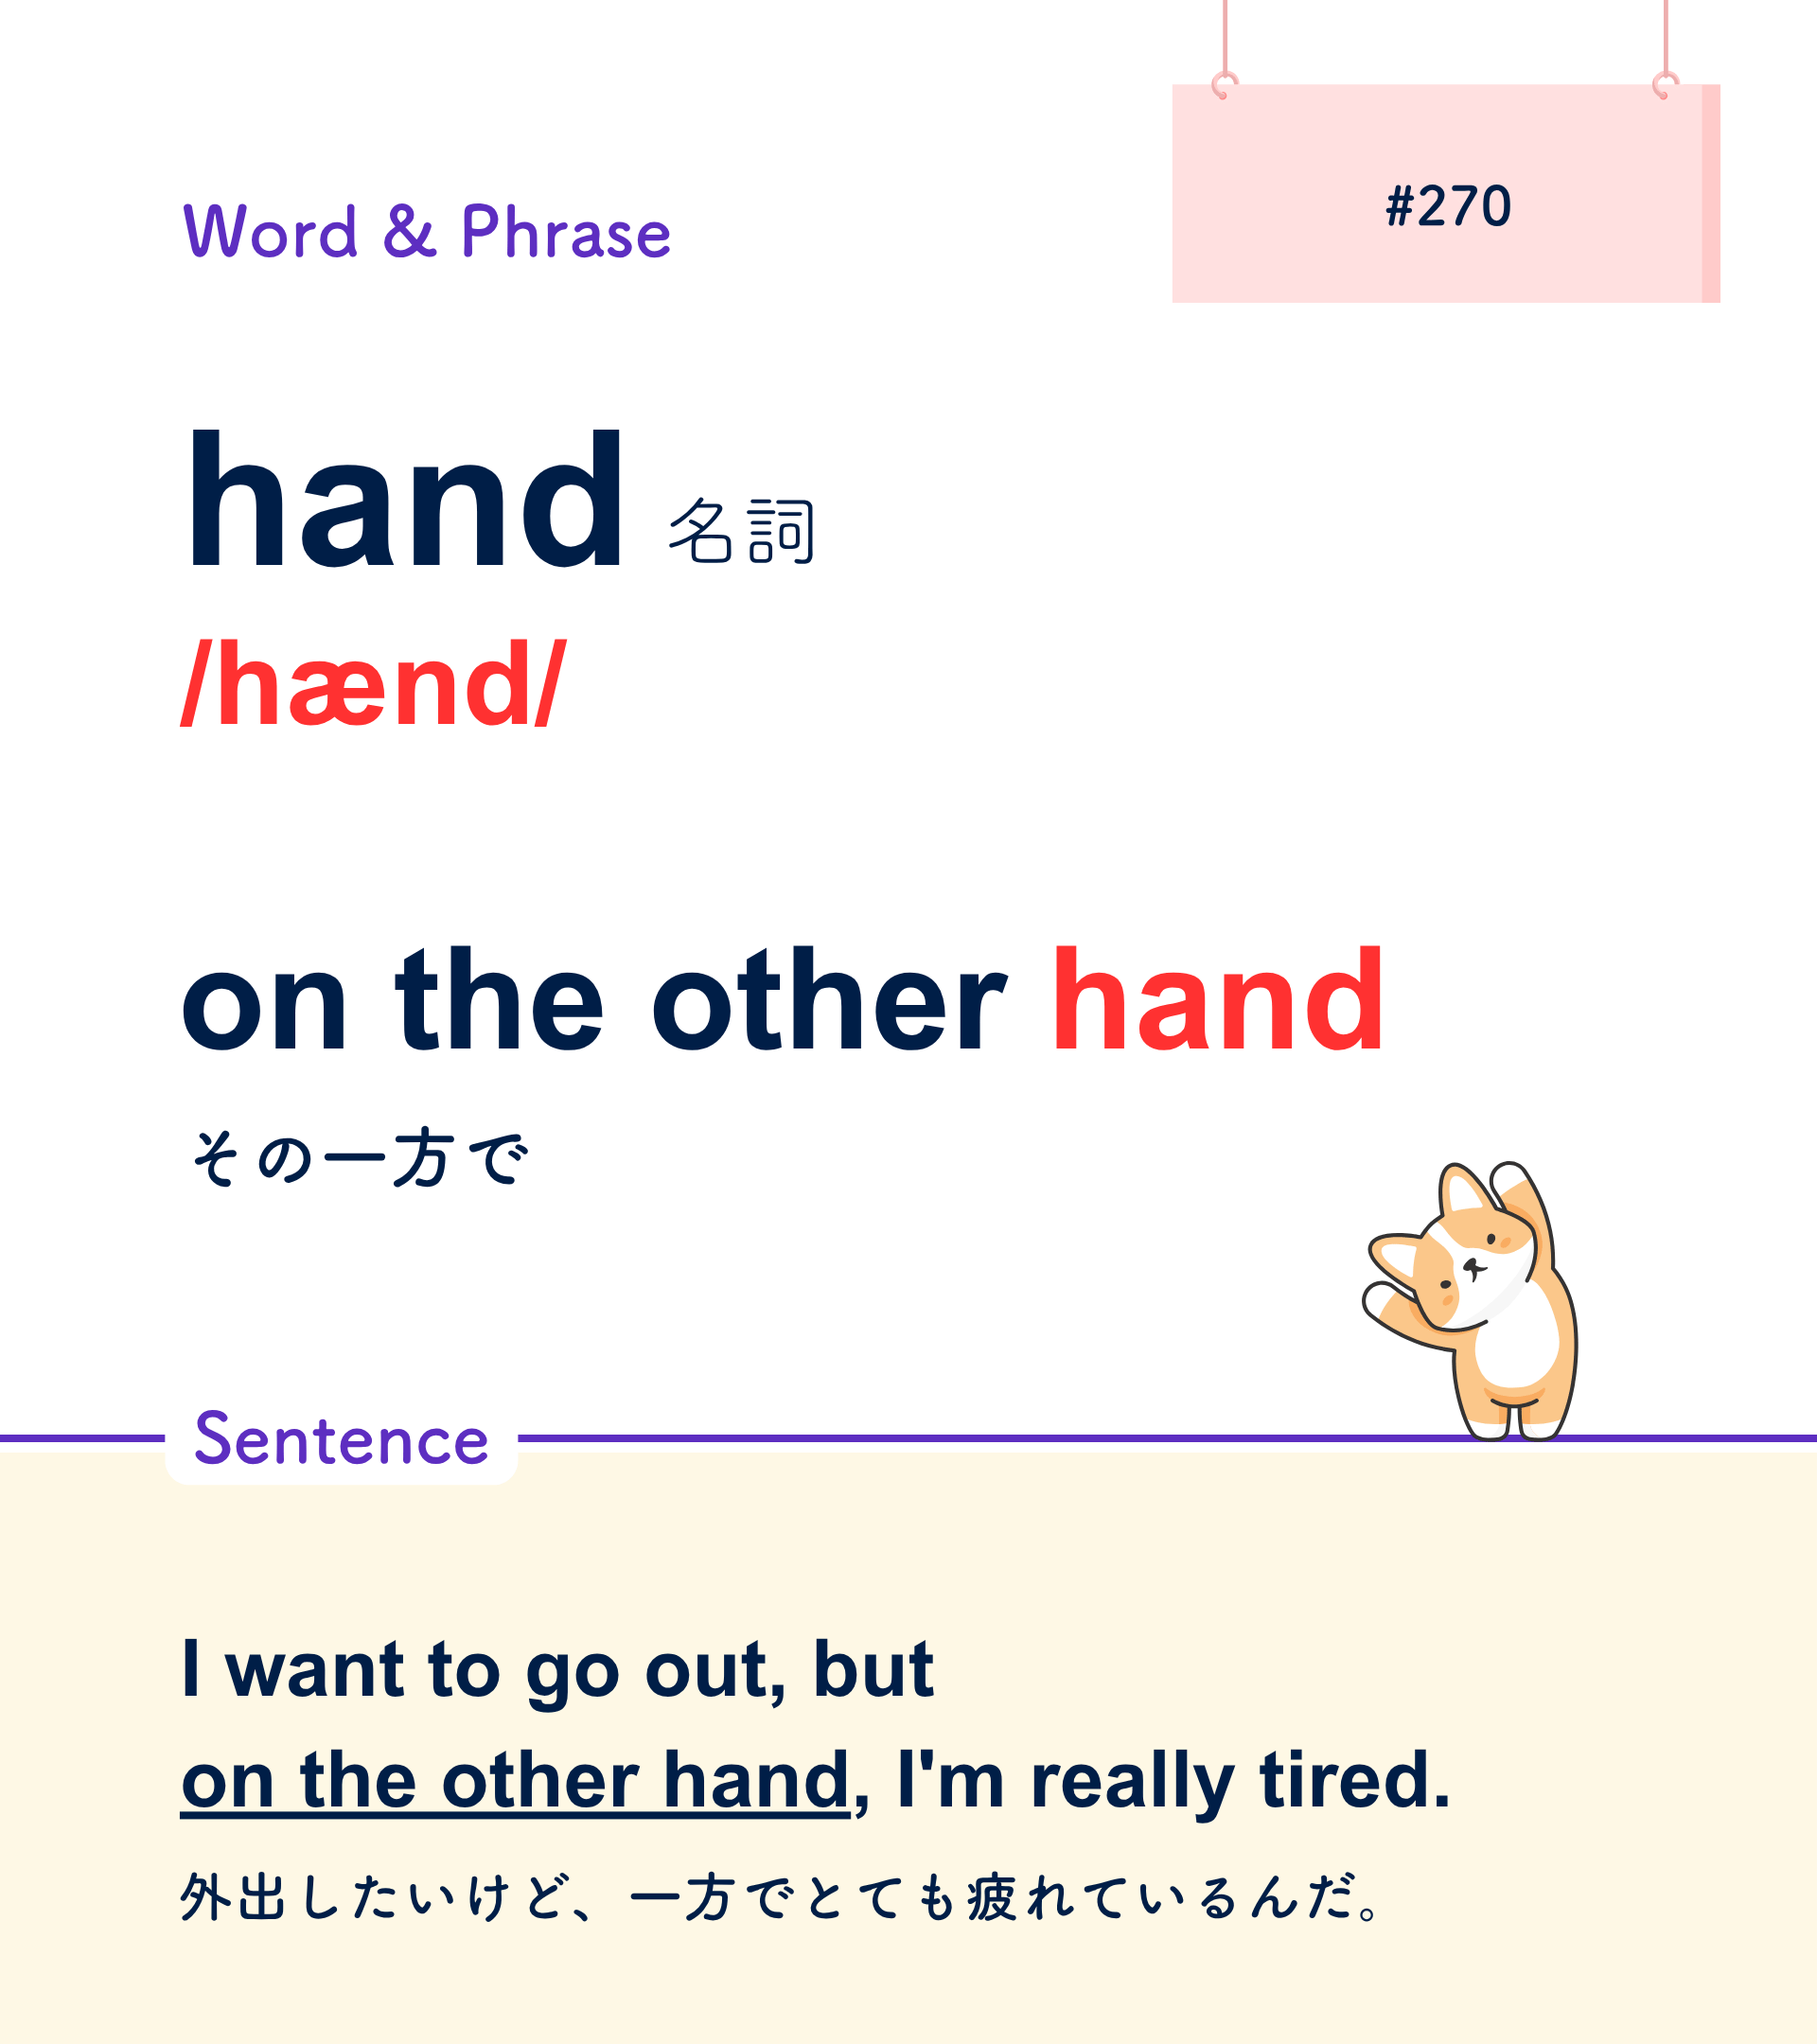 Word & Phrase
#270
hand 名詞
/hænd/
on the other hand
その一方で
Sentence
I want to go out, but
on the other hand, I'm really tired.
外出したいけど、一方でとても疲れているんだ。